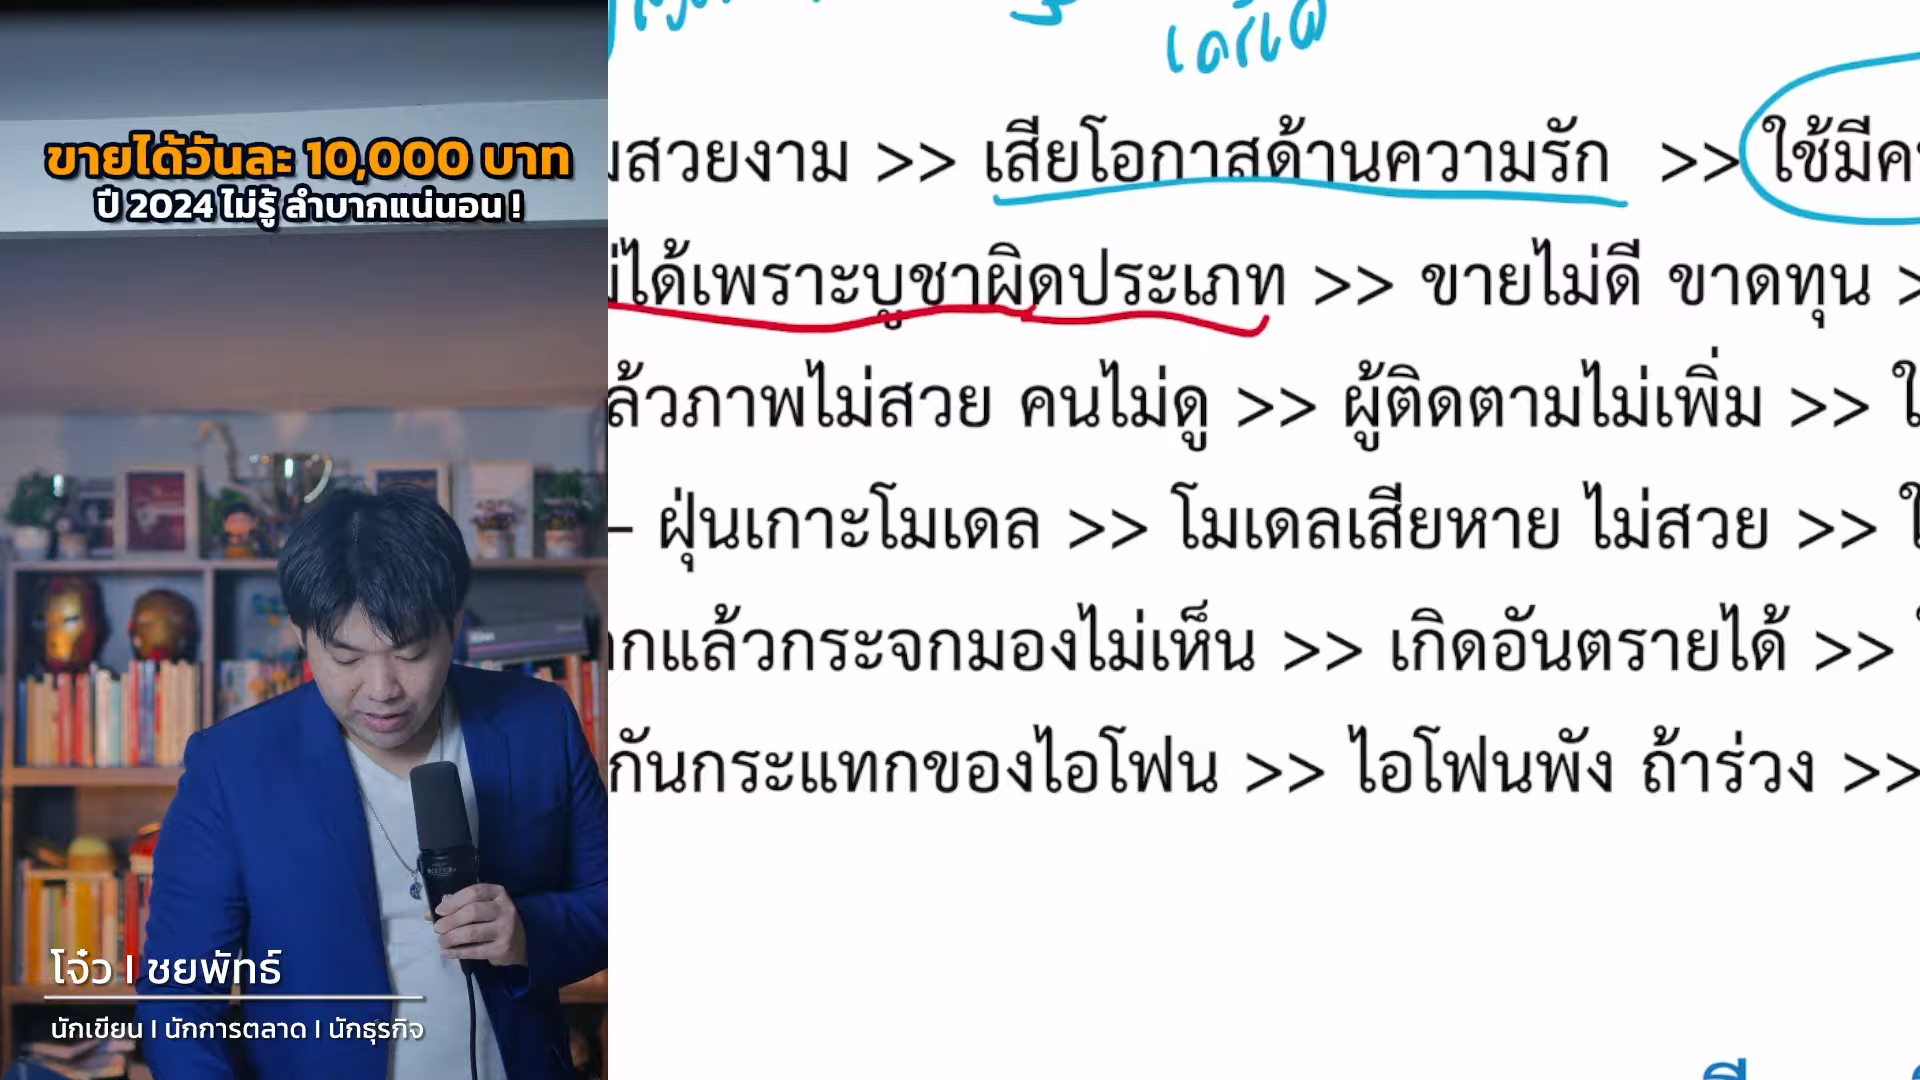 ขายได้วันละ 10,000 บาท
ปี 2024 ไม่รู้ ลำบากแน่นอน !
โจ๋ว I ชยพัทธ์
นักเขียน I นักการตลาด I นักธุรกิจ
สวยงาม >> เสียโอกาสด้านความรัก >> ใช้มี
ได้เพราะบูชาผิดประเภท >> ขายไม่ดี ขาดทุน >
ล้วภาพไม่สวย คนไม่ดู >> ผู้ติดตามไม่เพิ่ม >>
– ฝุ่นเกาะโมเดล >> โมเดลเสียหาย ไม่สวย >>
กแล้วกระจกมองไม่เห็น >> เกิดอันตรายได้ >>
กันกระแทกของไอโฟน >> ไอโฟนพัง ถ้าร่วง >>